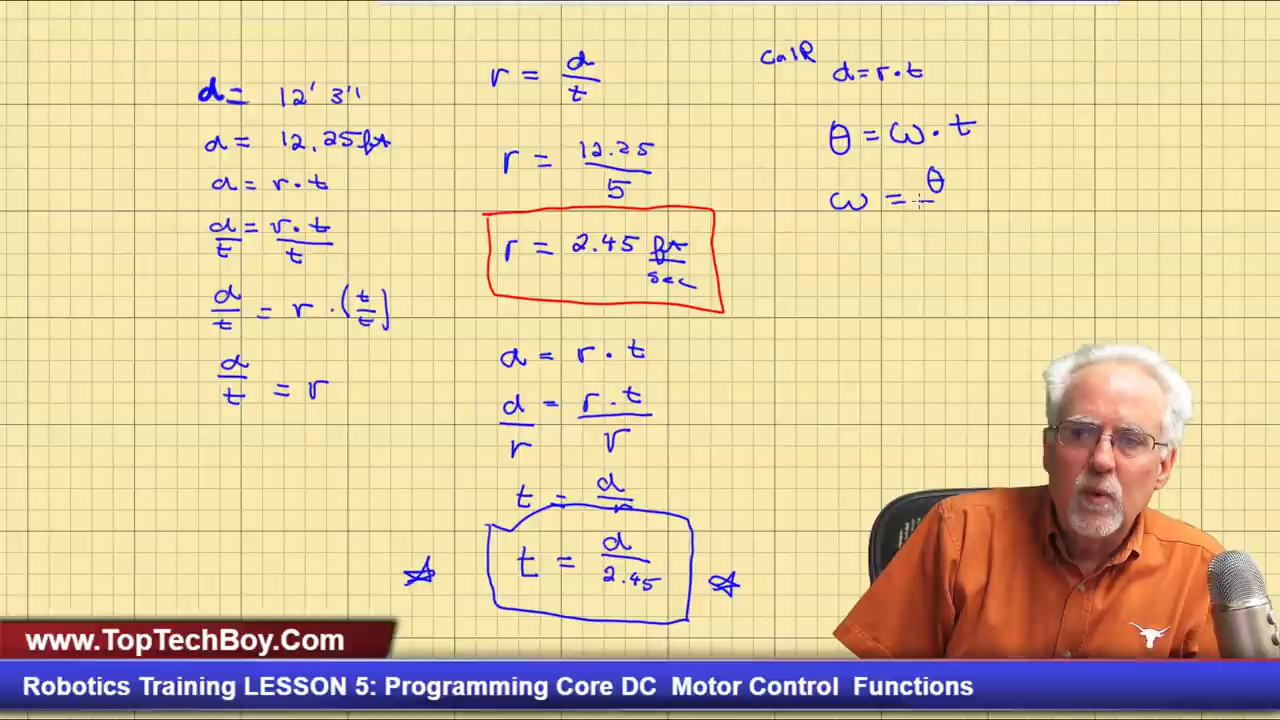 d = 12' 3"
d = 12.25 ft
d = r · t
d/t = r · t/t
d/t = r · (t/t)
d/t = r
r = d/t
r = 12.25/5
r = 2.45 ft/sec
d = r · t
d/r = r · t/r
t = d/r
t = d/2.45
CalR
d = r · t
θ = ω · t
ω = θ
www.TopTechBoy.Com
Robotics Training LESSON 5: Programming Core DC Motor Control Functions